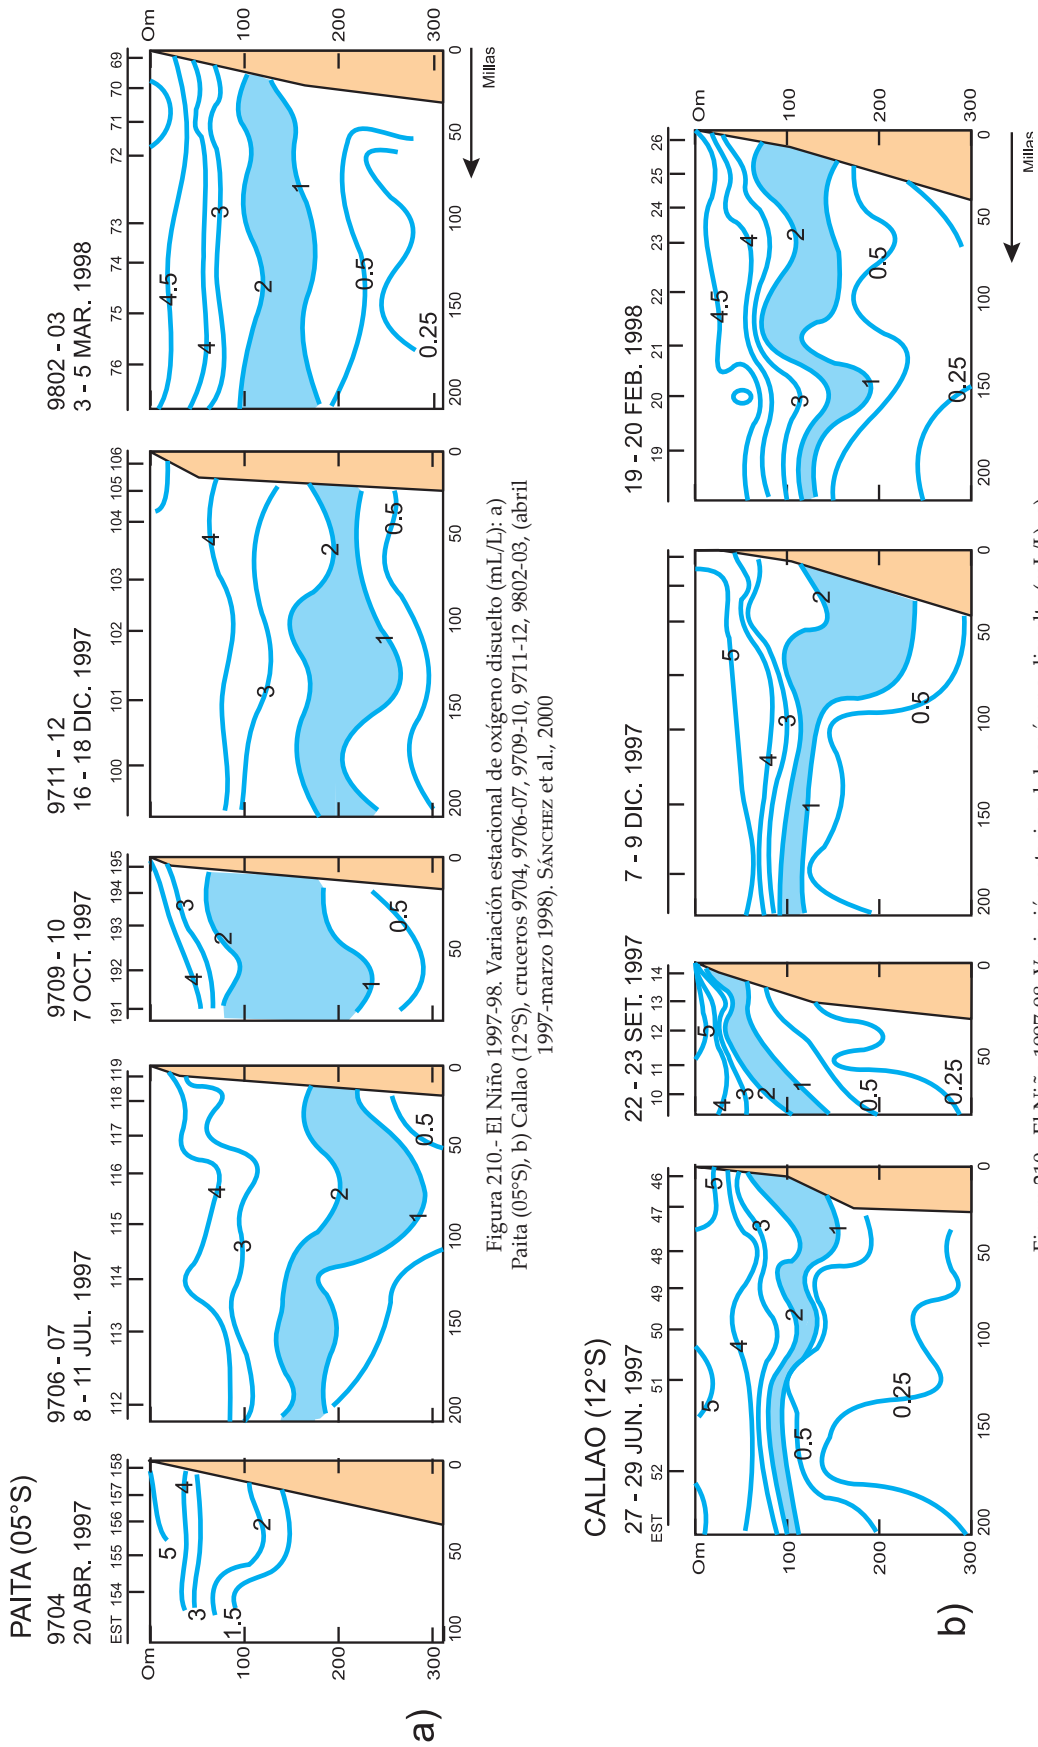 PAITA (05°S)
9704
20 ABR. 1997
EST 154 155 156 157 158
Om 100 200 300
5 4 3 2 1.5
100 50 0
9706 - 07
8 - 11 JUL. 1997
112 113 114 115 116 117 118 119
4 3 2 1 0.5
200 150 100 50 0
9709 - 10
7 OCT. 1997
191 192 193 194 195
4 3 2 1 0.5
50 0
9711 - 12
16 - 18 DIC. 1997
100 101 102 103 104 105 106
4 3 2 1 0.5
200 150 100 50 0
9802 - 03
3 - 5 MAR. 1998
76 75 74 73 72 71 70 69
4.5 4 3 2 1 0.5 0.25
Om 100 200 300
200 150 100 50 0
Millas
a)
Figura 210.- El Niño 1997-98. Variación estacional de oxígeno disuelto (mL/L): a)
Paita (05°S), b) Callao (12°S), cruceros 9704, 9706-07, 9709-10, 9711-12, 9802-03, (abril
1997-marzo 1998). SÁNCHEZ et al., 2000
CALLAO (12°S)
27 - 29 JUN. 1997
EST 52 51 50 49 48 47 46
Om 100 200 300
5 5 4 3 2 1 0.5 0.25
200 150 100 50 0
22 - 23 SET. 1997
10 11 12 13 14
5 4 3 2 1 0.5 0.25
50 0
7 - 9 DIC. 1997
5 4 3 2 1 0.5
200 150 100 50 0
19 - 20 FEB. 1998
19 20 21 22 23 24 25 26
4.5 4 3 2 1 0.5 0.25
Om 100 200 300
200 150 100 50 0
Millas
b)